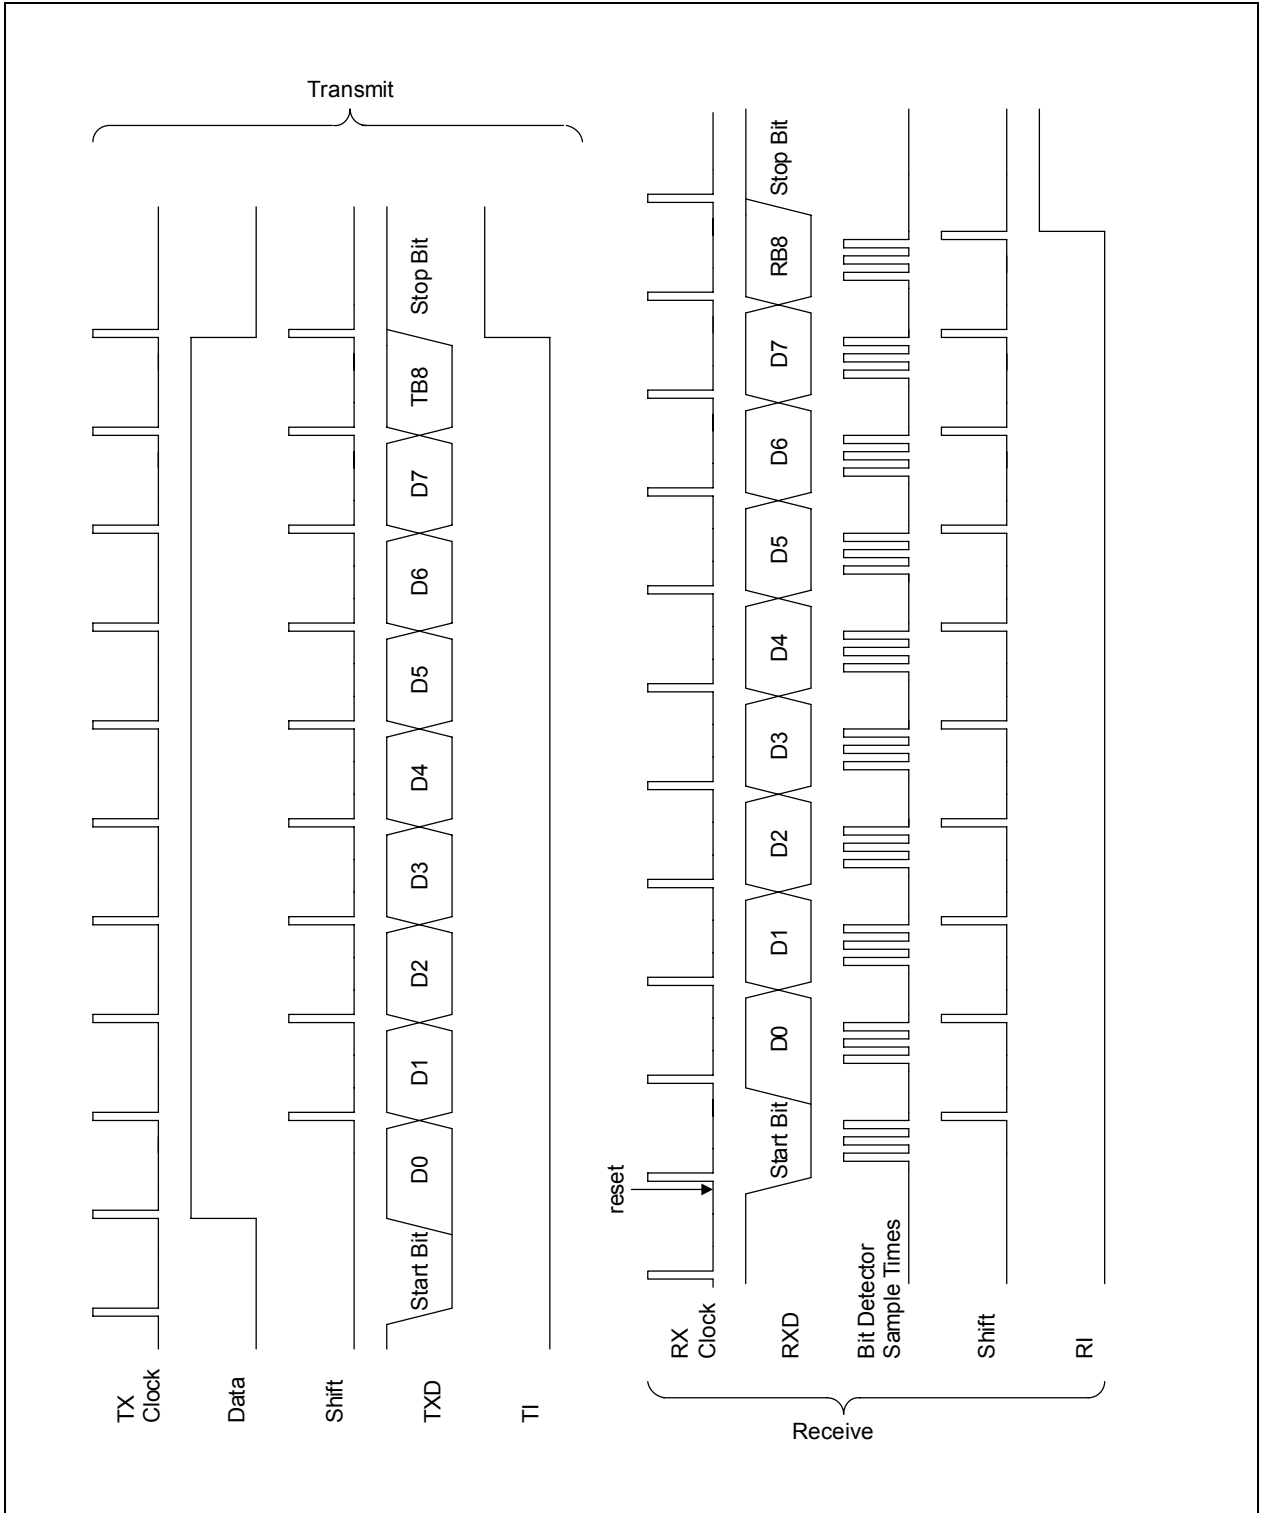 Transmit
TX
Clock
Data
Shift
TXD
Start Bit
D0
D1
D2
D3
D4
D5
D6
D7
TB8
Stop Bit
TI
Receive
RX
Clock
reset
RXD
Start Bit
D0
D1
D2
D3
D4
D5
D6
D7
RB8
Stop Bit
Bit Detector
Sample Times
Shift
RI